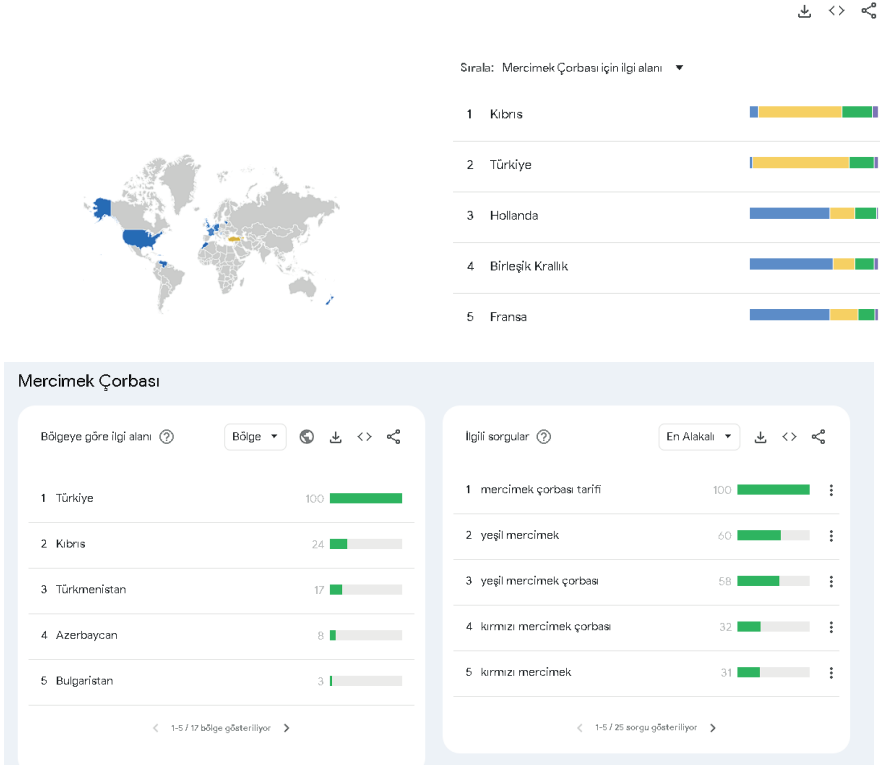 Sırala: Mercimek Çorbası için ilgi alanı
1 Kıbrıs
2 Türkiye
3 Hollanda
4 Birleşik Krallık
5 Fransa
Mercimek Çorbası
Bölgeye göre ilgi alanı
Bölge
1 Türkiye 100
2 Kıbrıs 24
3 Türkmenistan 17
4 Azerbaycan 8
5 Bulgaristan 3
1-5 / 17 bölge gösteriliyor
İlgili sorgular
En Alakalı
1 mercimek çorbası tarifi 100
2 yeşil mercimek 60
3 yeşil mercimek çorbası 58
4 kırmızı mercimek çorbası 32
5 kırmızı mercimek 31
1-5 / 25 sorgu gösteriliyor